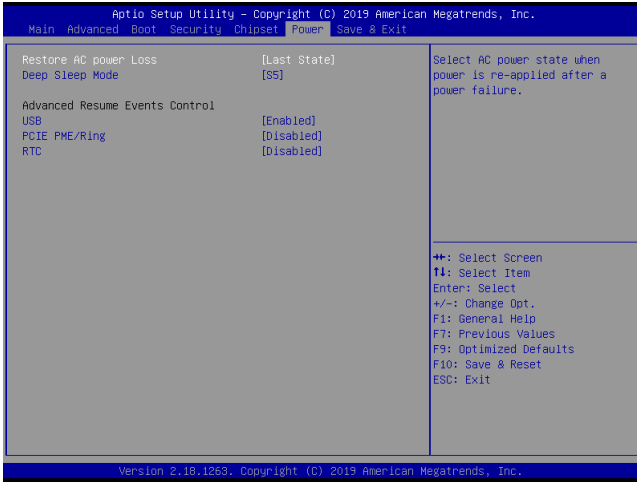 Aptio Setup Utility – Copyright (C) 2019 American Megatrends, Inc.
Main Advanced Boot Security Chipset Power Save & Exit
Restore AC power Loss [Last State]
Deep Sleep Mode [S5]
Advanced Resume Events Control
USB [Enabled]
PCIE PME/Ring [Disabled]
RTC [Disabled]
Select AC power state when
power is re-applied after a
power failure.
→←: Select Screen
↑↓: Select Item
Enter: Select
+/-: Change Opt.
F1: General Help
F7: Previous Values
F9: Optimized Defaults
F10: Save & Reset
ESC: Exit
Version 2.18.1263. Copyright (C) 2019 American Megatrends, Inc.